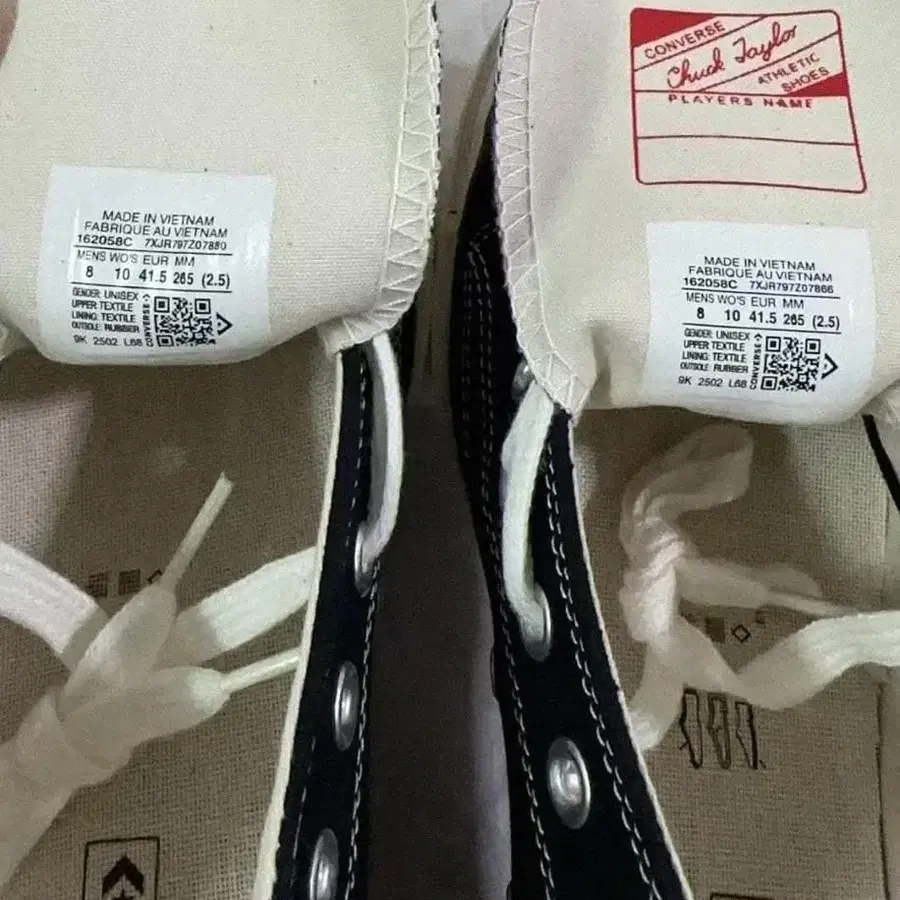 MADE IN VIETNAM
FABRIQUE AU VIETNAM
162058C 7XJR797Z07880
MENS WO'S EUR MM
8 10 41.5 265 (2.5)
GENDER: UNISEX
UPPER TEXTILE
LINING: TEXTILE
OUTSOLE: RUBBER
CONVERSE
9K 2502 L68
CONVERSE
Chuck Taylor
ATHLETIC
SHOES
PLAYERS NAME
MADE IN VIETNAM
FABRIQUE AU VIETNAM
162058C 7XJR797Z07866
MENS WO'S EUR MM
8 10 41.5 265 (2.5)
GENDER: UNISEX
UPPER TEXTILE
LINING: TEXTILE
OUTSOLE: RUBBER
CONVERSE
9K 2502 L68